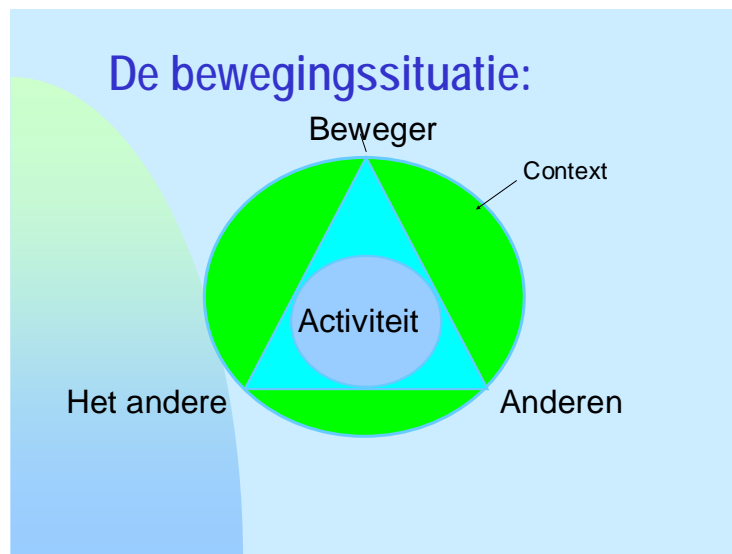 De bewegingssituatie:
Beweger
Context
Activiteit
Het andere
Anderen